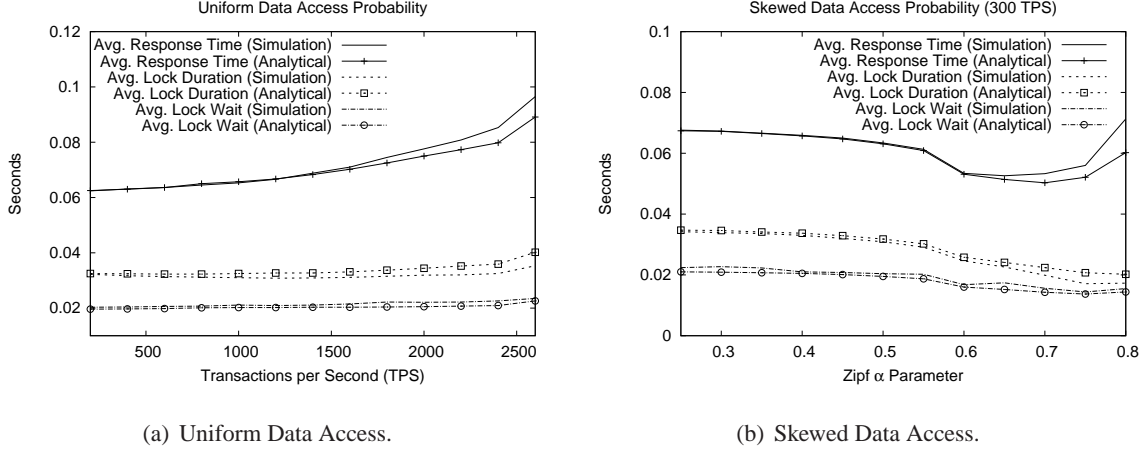 Uniform Data Access Probability
0.12
0.1
0.08
0.06
0.04
0.02
Seconds
Avg. Response Time (Simulation)
Avg. Response Time (Analytical)
Avg. Lock Duration (Simulation)
Avg. Lock Duration (Analytical)
Avg. Lock Wait (Simulation)
Avg. Lock Wait (Analytical)
500 1000 1500 2000 2500
Transactions per Second (TPS)
(a) Uniform Data Access.
Skewed Data Access Probability (300 TPS)
0.1
0.08
0.06
0.04
0.02
0
Seconds
Avg. Response Time (Simulation)
Avg. Response Time (Analytical)
Avg. Lock Duration (Simulation)
Avg. Lock Duration (Analytical)
Avg. Lock Wait (Simulation)
Avg. Lock Wait (Analytical)
0.3 0.4 0.5 0.6 0.7 0.8
Zipf α Parameter
(b) Skewed Data Access.